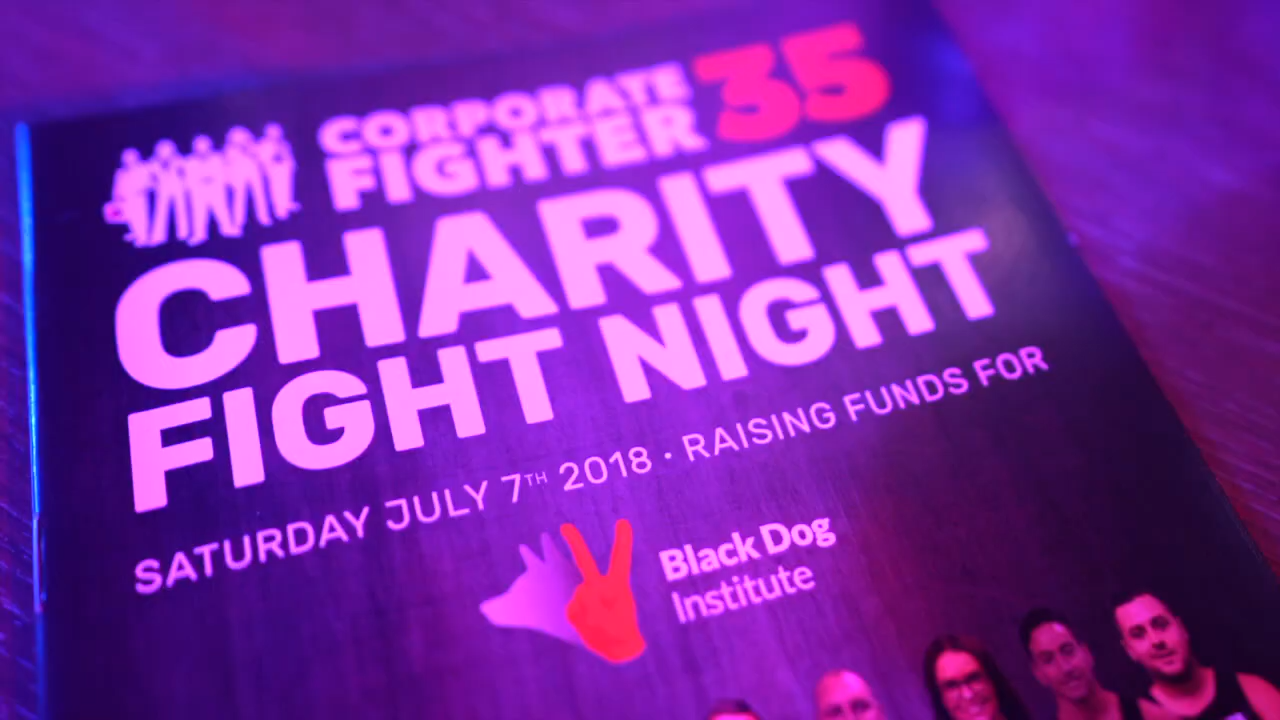 CORPORATE
FIGHTER 35
CHARITY
FIGHT NIGHT
SATURDAY JULY 7TH 2018 · RAISING FUNDS FOR
Black Dog
Institute